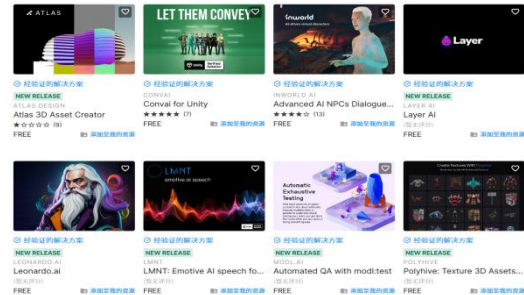 ATLAS
LET THEM CONVEY
unity Verified Solution
inworld
Layer
经验证的解决方案
经验证的解决方案
经验证的解决方案
经验证的解决方案
NEW RELEASE
NEW RELEASE
NEW RELEASE
NEW RELEASE
ATLAS DESIGN
CONVAI
INWORLD AI
LAYER AI
Atlas 3D Asset Creator
Convai for Unity
Advanced AI NPCs Dialogue...
Layer AI
(9)
(7)
(13)
(暂无评分)
FREE 添加至我的资源
FREE 添加至我的资源
FREE 添加至我的资源
FREE 添加至我的资源
LMNT
emotive ai speech
Automatic
Exhaustive
Testing
Create Textures With
经验证的解决方案
经验证的解决方案
经验证的解决方案
经验证的解决方案
NEW RELEASE
NEW RELEASE
NEW RELEASE
NEW RELEASE
LEONARDO.AI
LMNT
MODL.AI
POLYHIVE
Leonardo.ai
LMNT: Emotive AI speech fo...
Automated QA with modl:test
Polyhive: Texture 3D Assets...
(暂无评分)
(暂无评分)
(暂无评分)
(暂无评分)
FREE 添加至我的资源
FREE 添加至我的资源
FREE 添加至我的资源
FREE 添加至我的资源